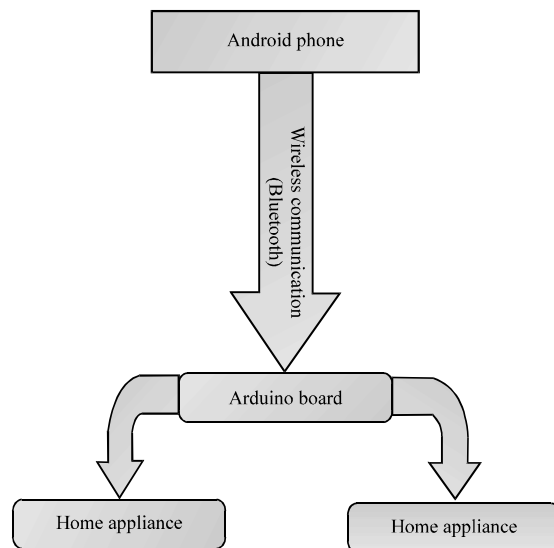 Android phone
Wireless communication
(Bluetooth)
Arduino board
Home appliance
Home appliance